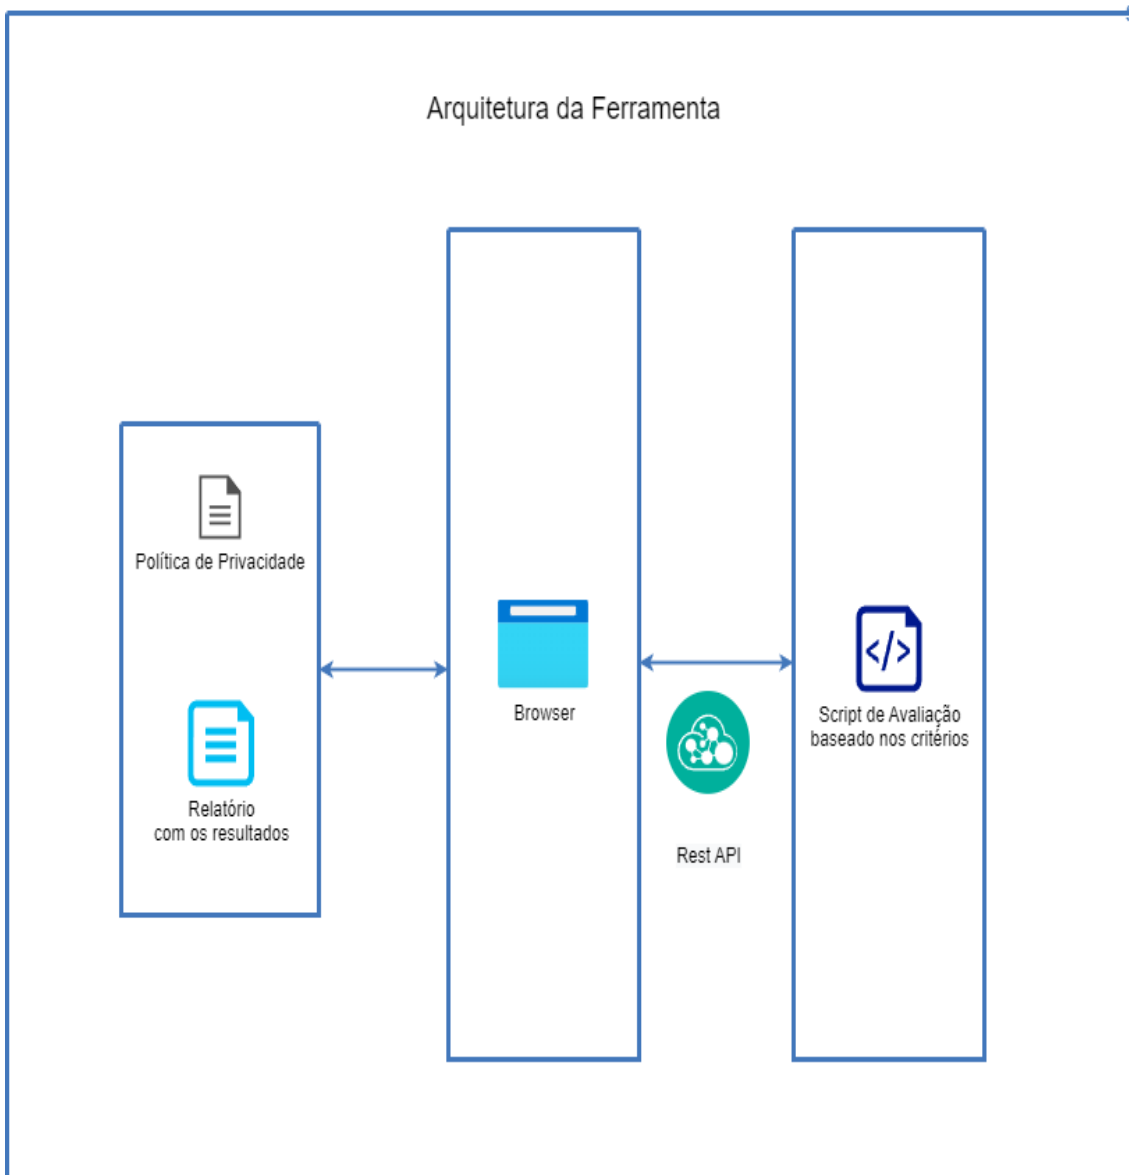 Arquitetura da Ferramenta
Política de Privacidade
Relatório
com os resultados
Browser
Rest API
Script de Avaliação
baseado nos critérios